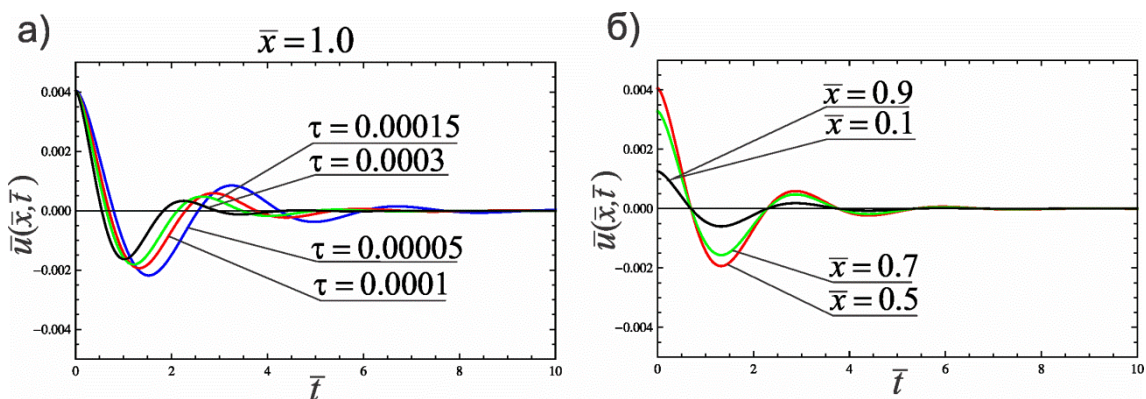 а)
x̄ = 1.0
ū(x̄,t̄)
0.004
0.002
0.000
−0.002
−0.004
τ = 0.00015
τ = 0.0003
τ = 0.00005
τ = 0.0001
0 2 4 6 8 10
t̄
б)
ū(x̄,t̄)
0.004
0.002
0.000
−0.002
−0.004
x̄ = 0.9
x̄ = 0.1
x̄ = 0.7
x̄ = 0.5
0 2 4 6 8 10
t̄